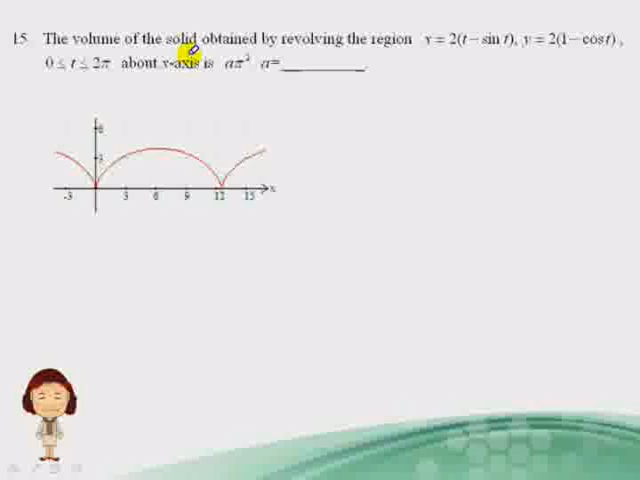 15. The volume of the solid obtained by revolving the region x = 2(t − sin t), y = 2(1 − cos t),
0 ≤ t ≤ 2π about x-axis is aπ² a=__________.
6
3
-3 3 6 9 12 15 x